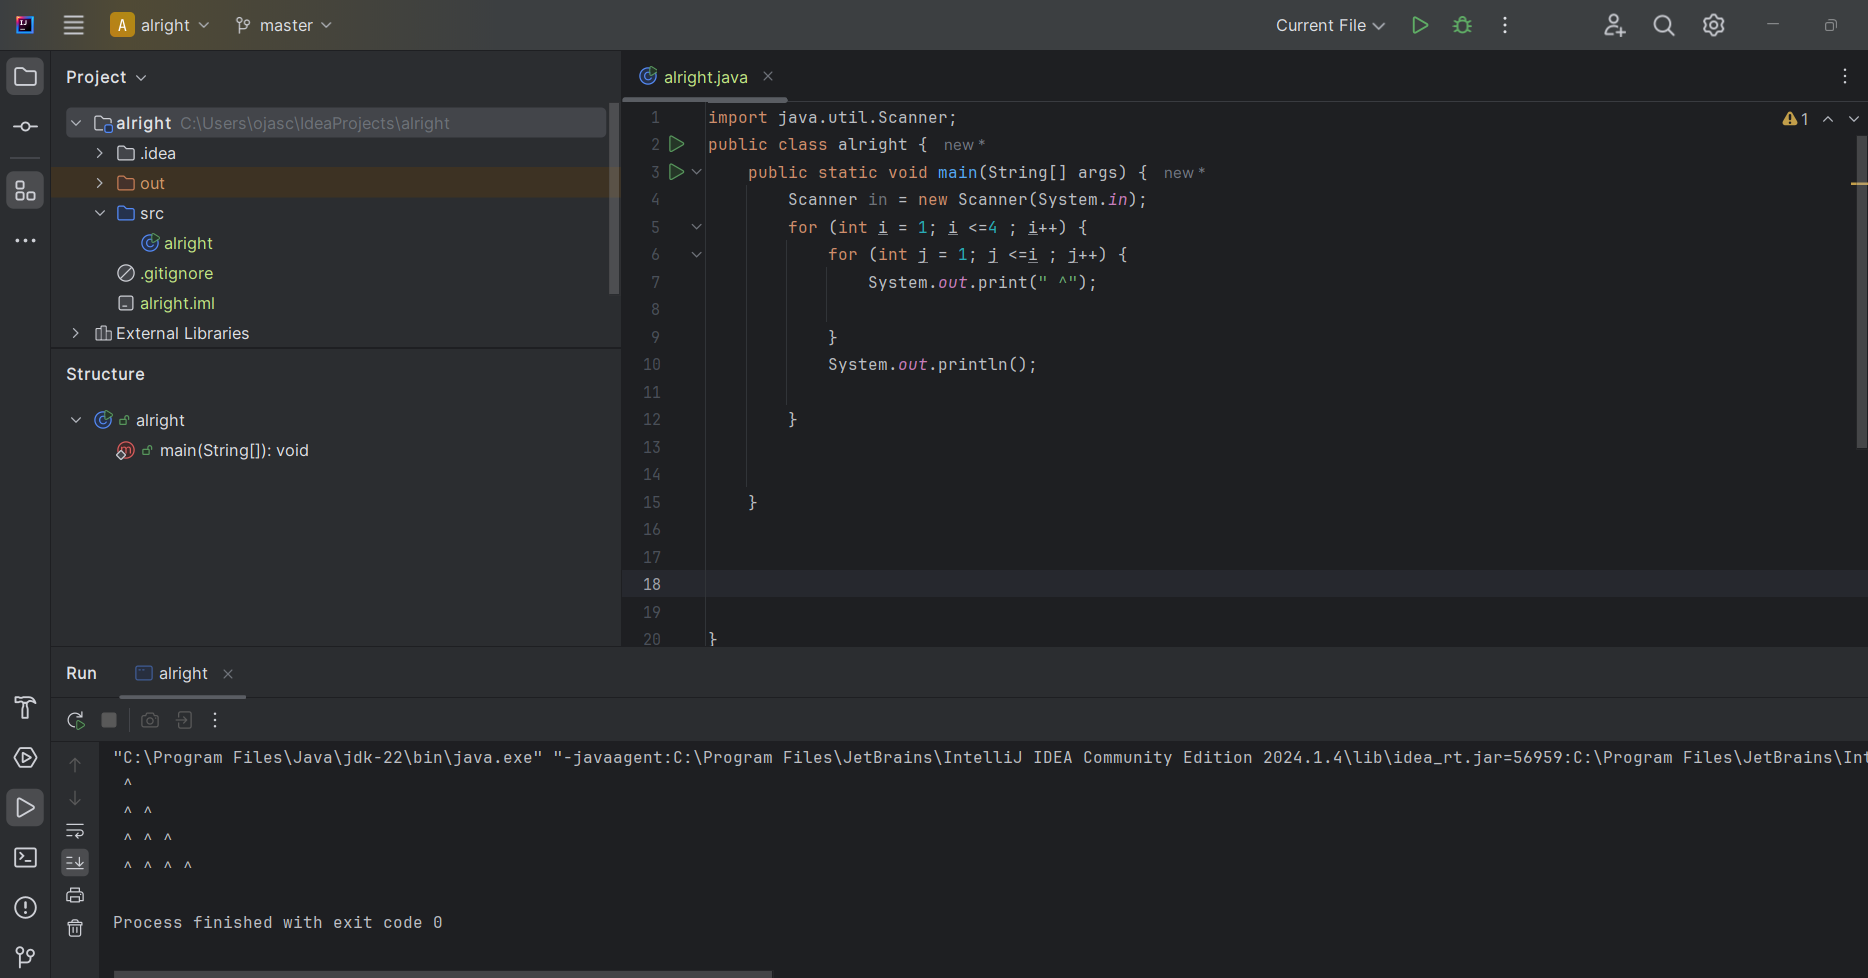 A alright master Current File
Project
alright C:\Users\ojasc\IdeaProjects\alright
.idea
out
src
alright
.gitignore
alright.iml
External Libraries
Structure
alright
main(String[]): void
alright.java
1 import java.util.Scanner;
2 public class alright { new *
3 public static void main(String[] args) { new *
4 Scanner in = new Scanner(System.in);
5 for (int i = 1; i <=4 ; i++) {
6 for (int j = 1; j <=i ; j++) {
7 System.out.print(" ^");
8
9 }
10 System.out.println();
11
12 }
13
14
15 }
16
17
18
19
20 }
1
Run alright
"C:\Program Files\Java\jdk-22\bin\java.exe" "-javaagent:C:\Program Files\JetBrains\IntelliJ IDEA Community Edition 2024.1.4\lib\idea_rt.jar=56959:C:\Program Files\JetBrains\Int
^
^ ^
^ ^ ^
^ ^ ^ ^
Process finished with exit code 0